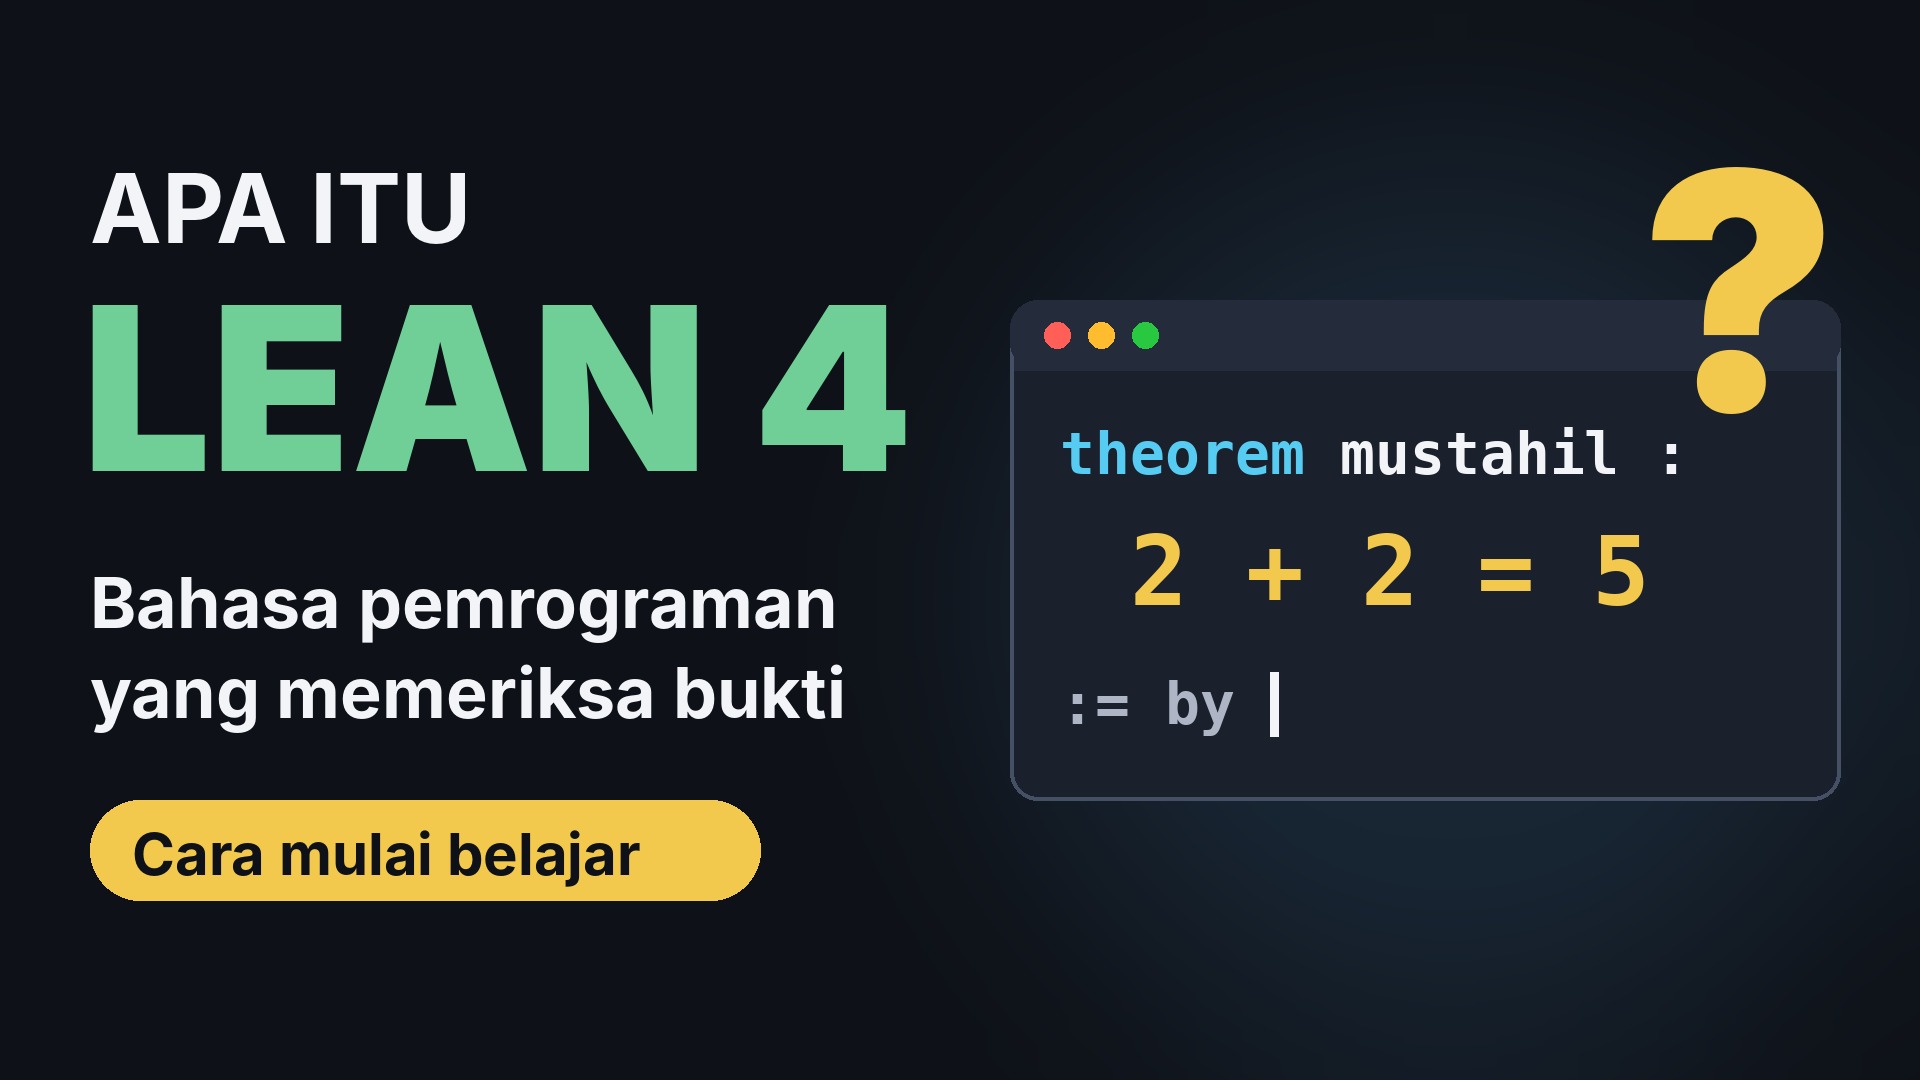 APA ITU
LEAN 4
Bahasa pemrograman
yang memeriksa bukti
Cara mulai belajar
?
theorem mustahil :
2 + 2 = 5
:= by